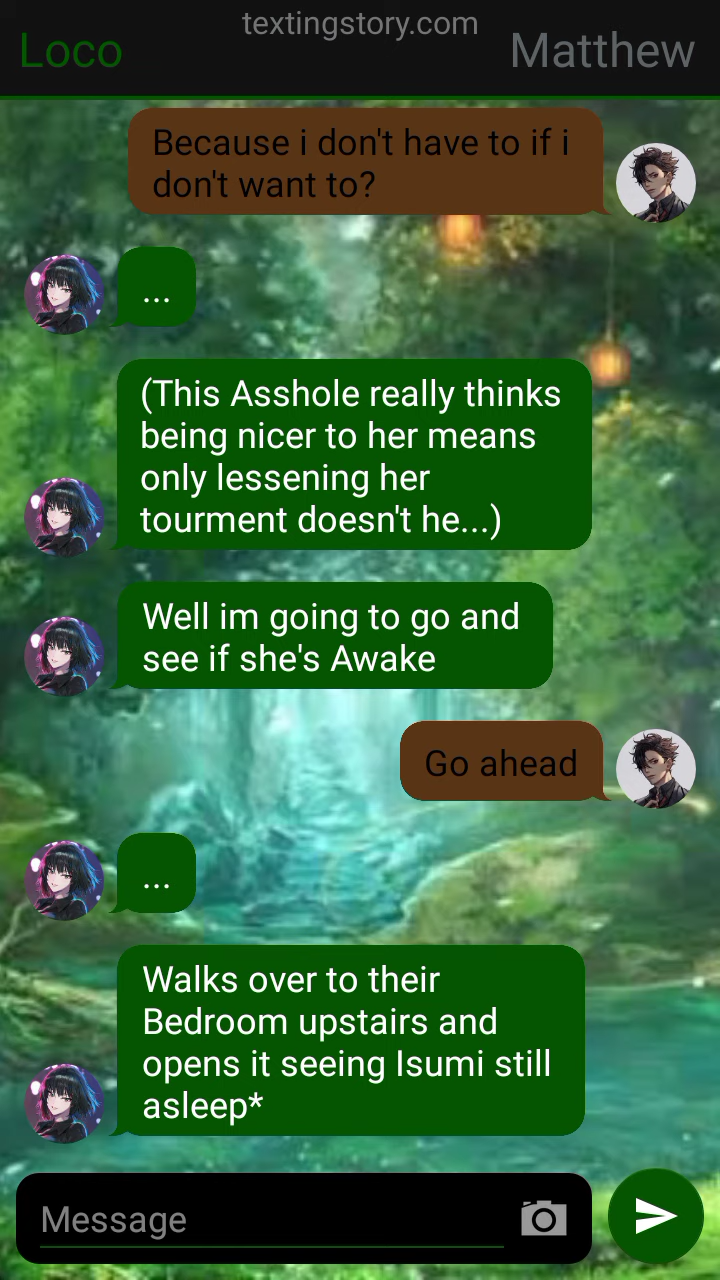 textingstory.com
Loco
Matthew
Because i don't have to if i
don't want to?
...
(This Asshole really thinks
being nicer to her means
only lessening her
tourment doesn't he...)
Well im going to go and
see if she's Awake
Go ahead
...
Walks over to their
Bedroom upstairs and
opens it seeing Isumi still
asleep*
Message